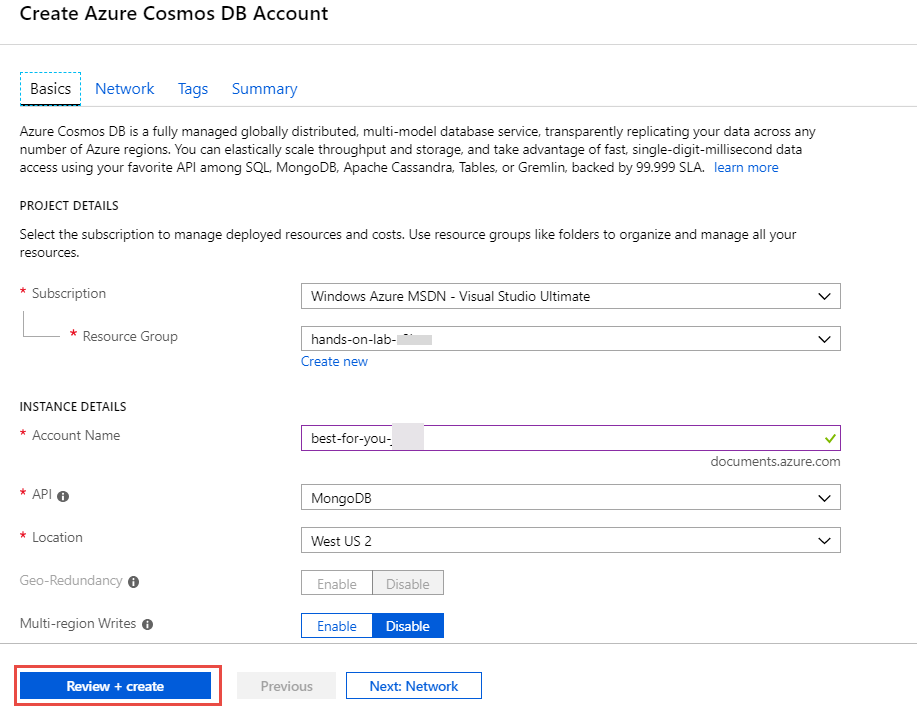 Create Azure Cosmos DB Account
Basics Network Tags Summary
Azure Cosmos DB is a fully managed globally distributed, multi-model database service, transparently replicating your data across any
number of Azure regions. You can elastically scale throughput and storage, and take advantage of fast, single-digit-millisecond data
access using your favorite API among SQL, MongoDB, Apache Cassandra, Tables, or Gremlin, backed by 99.999 SLA. learn more
PROJECT DETAILS
Select the subscription to manage deployed resources and costs. Use resource groups like folders to organize and manage all your
resources.
* Subscription Windows Azure MSDN - Visual Studio Ultimate
* Resource Group hands-on-lab-
Create new
INSTANCE DETAILS
* Account Name best-for-you-
documents.azure.com
* API MongoDB
* Location West US 2
Geo-Redundancy Enable Disable
Multi-region Writes Enable Disable
Review + create Previous Next: Network